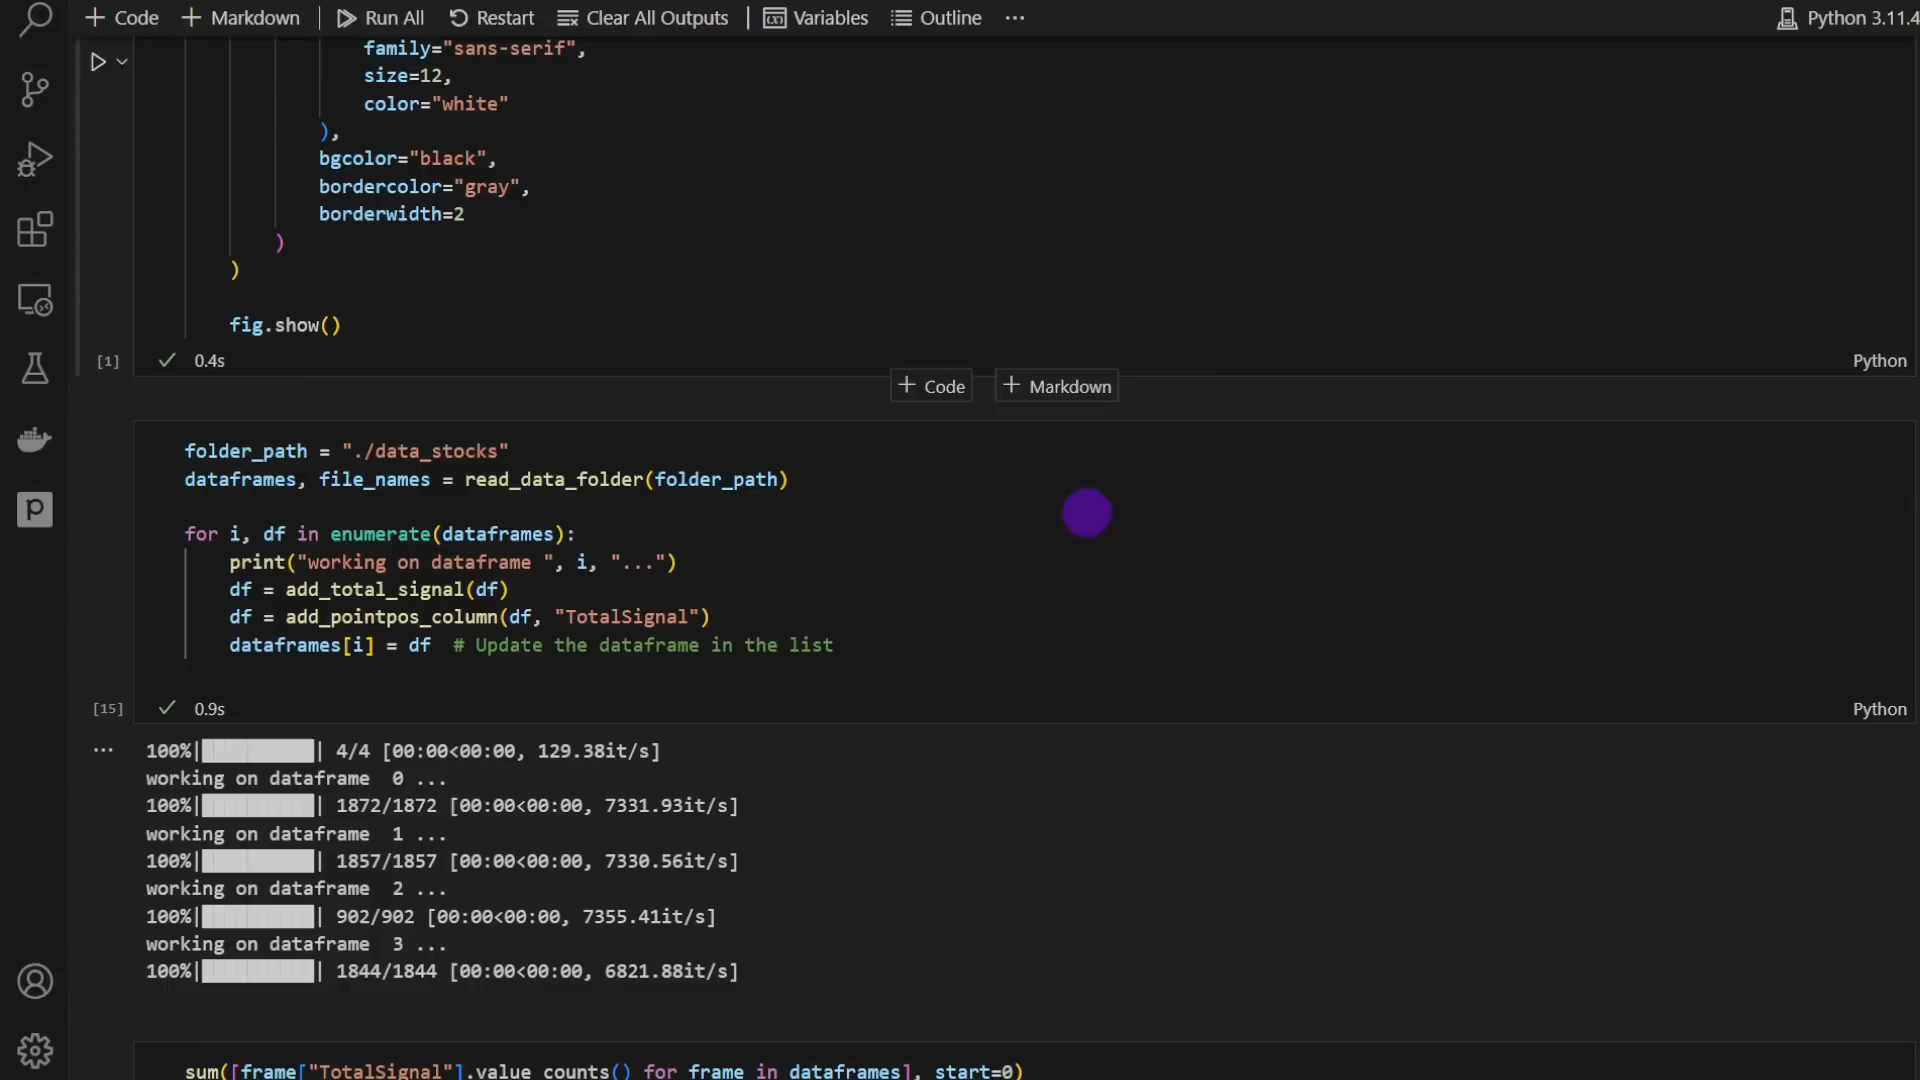 Code Markdown Run All Restart Clear All Outputs Variables Outline ... Python 3.11.4
family="sans-serif",
size=12,
color="white"
),
bgcolor="black",
bordercolor="gray",
borderwidth=2
)
)
fig.show()
[1] 0.4s Python
Code Markdown
folder_path = "./data_stocks"
dataframes, file_names = read_data_folder(folder_path)
for i, df in enumerate(dataframes):
print("working on dataframe ", i, "...")
df = add_total_signal(df)
df = add_pointpos_column(df, "TotalSignal")
dataframes[i] = df # Update the dataframe in the list
[15] 0.9s Python
100%|██████████| 4/4 [00:00<00:00, 129.38it/s]
working on dataframe 0 ...
100%|██████████| 1872/1872 [00:00<00:00, 7331.93it/s]
working on dataframe 1 ...
100%|██████████| 1857/1857 [00:00<00:00, 7330.56it/s]
working on dataframe 2 ...
100%|██████████| 902/902 [00:00<00:00, 7355.41it/s]
working on dataframe 3 ...
100%|██████████| 1844/1844 [00:00<00:00, 6821.88it/s]
sum([frame["TotalSignal"].value_counts() for frame in dataframes], start=0)